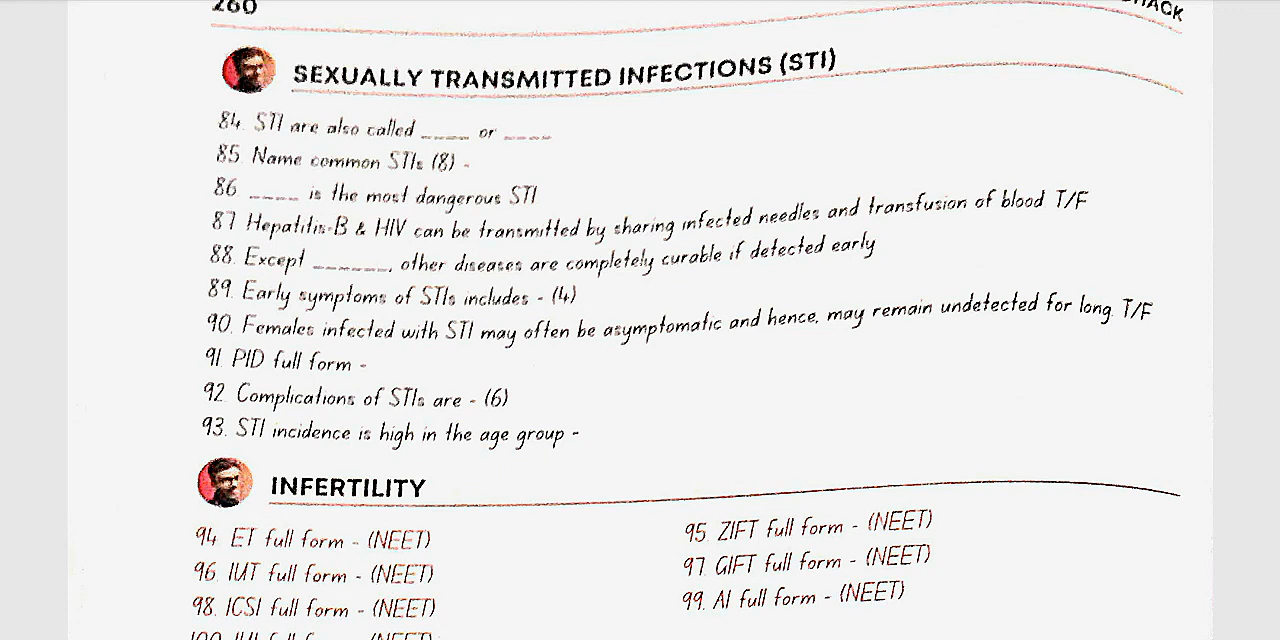 260
SEXUALLY TRANSMITTED INFECTIONS (STI)
84. STI are also called ____ or ____
85. Name common STIs (8) -
86. ____ is the most dangerous STI
87. Hepatitis-B & HIV can be transmitted by sharing infected needles and transfusion of blood T/F
88. Except ______, other diseases are completely curable if detected early
89. Early symptoms of STIs includes - (4)
90. Females infected with STI may often be asymptomatic and hence, may remain undetected for long. T/F
91. PID full form -
92. Complications of STIs are - (6)
93. STI incidence is high in the age group -
INFERTILITY
94. ET full form - (NEET)
95. ZIFT full form - (NEET)
96. IUT full form - (NEET)
97. GIFT full form - (NEET)
98. ICSI full form - (NEET)
99. AI full form - (NEET)